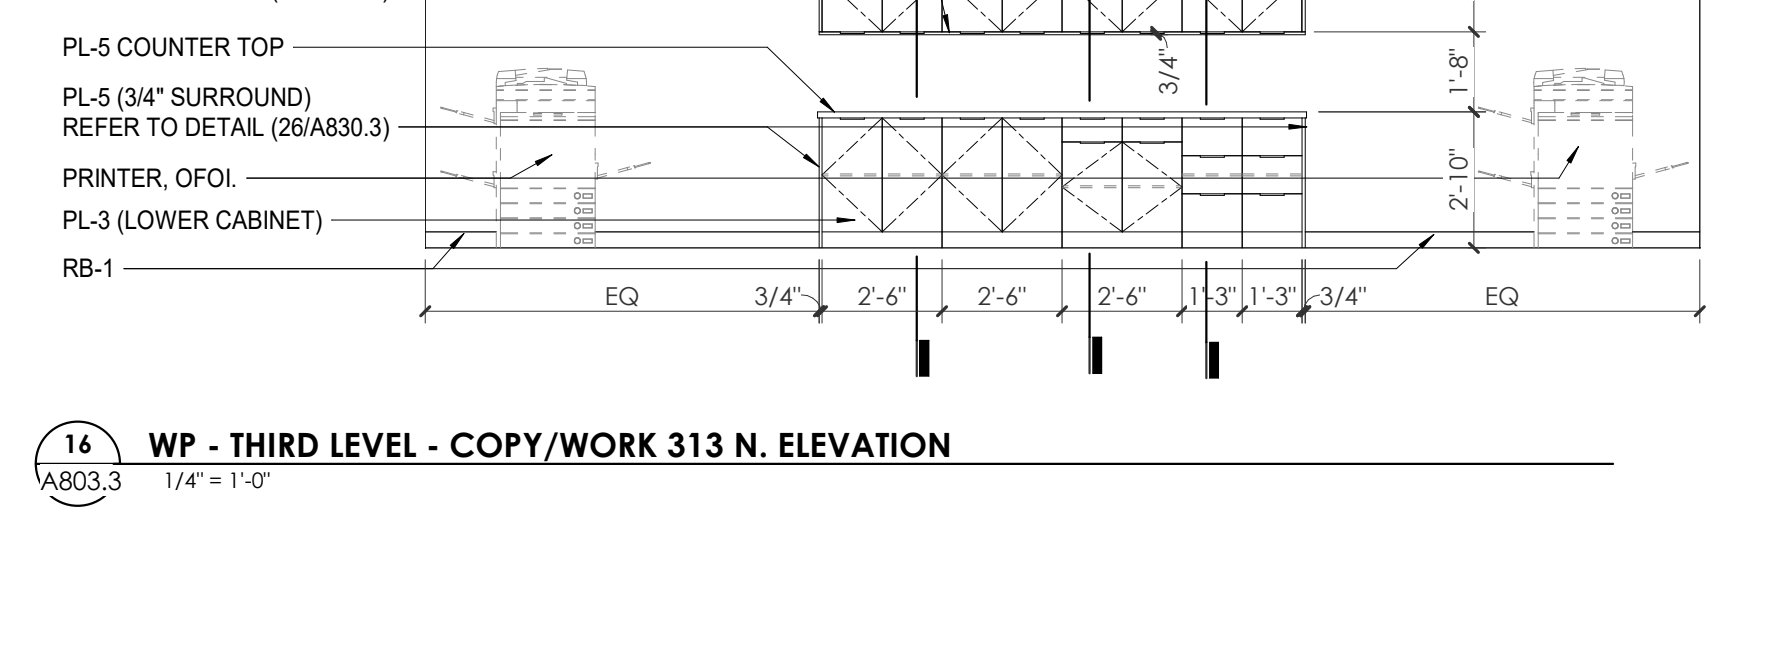 PL-5 COUNTER TOP
PL-5 (3/4" SURROUND)
REFER TO DETAIL (26/A830.3)
PRINTER, OFOI.
PL-3 (LOWER CABINET)
RB-1
3/4"
1'-8"
2'-10"
EQ 3/4" 2'-6" 2'-6" 2'-6" 1'-3" 1'-3" 3/4" EQ
16
A803.3
WP - THIRD LEVEL - COPY/WORK 313 N. ELEVATION
1/4" = 1'-0"